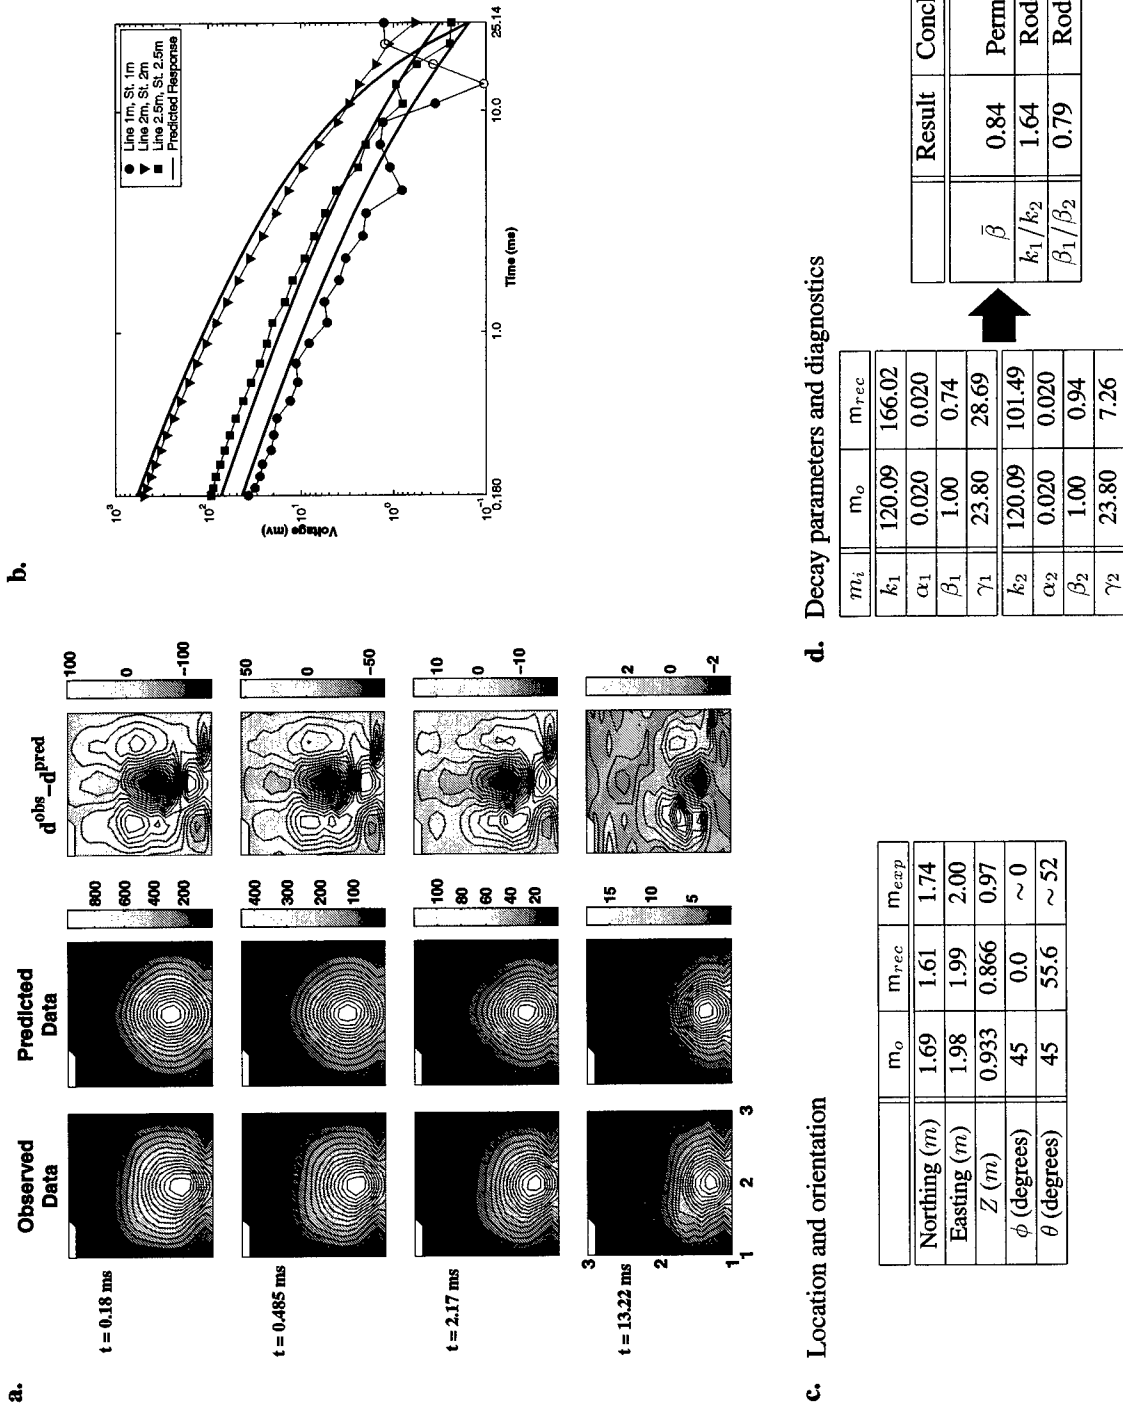 a.
Observed Data
Predicted Data
d^obs–d^pred
t = 0.18 ms
800
600
400
200
100
0
−100
t = 0.485 ms
400
300
200
100
50
0
−50
t = 2.17 ms
100
80
60
40
20
10
0
−10
t = 13.22 ms
3
2
1
1
2
3
15
10
5
2
0
−2
b.
Line 1m, St. 1m
Line 2m, St. 2m
Line 2.5m, St. 2.5m
Predicted Response
Voltage (mv)
10^3
10^2
10^1
10^0
10^-1
0.180
1.0
10.0
25.14
Time (ms)
c. Location and orientation
m_o m_rec m_exp
Northing (m) 1.69 1.61 1.74
Easting (m) 1.98 1.99 2.00
Z (m) 0.933 0.866 0.97
ϕ (degrees) 45 0.0 ~ 0
θ (degrees) 45 55.6 ~ 52
d. Decay parameters and diagnostics
m_i m_o m_rec
k_1 120.09 166.02
α_1 0.020 0.020
β_1 1.00 0.74
γ_1 23.80 28.69
k_2 120.09 101.49
α_2 0.020 0.020
β_2 1.00 0.94
γ_2 23.80 7.26
Result Concl
β̄ 0.84 Perm
k_1/k_2 1.64 Rod
β_1/β_2 0.79 Rod